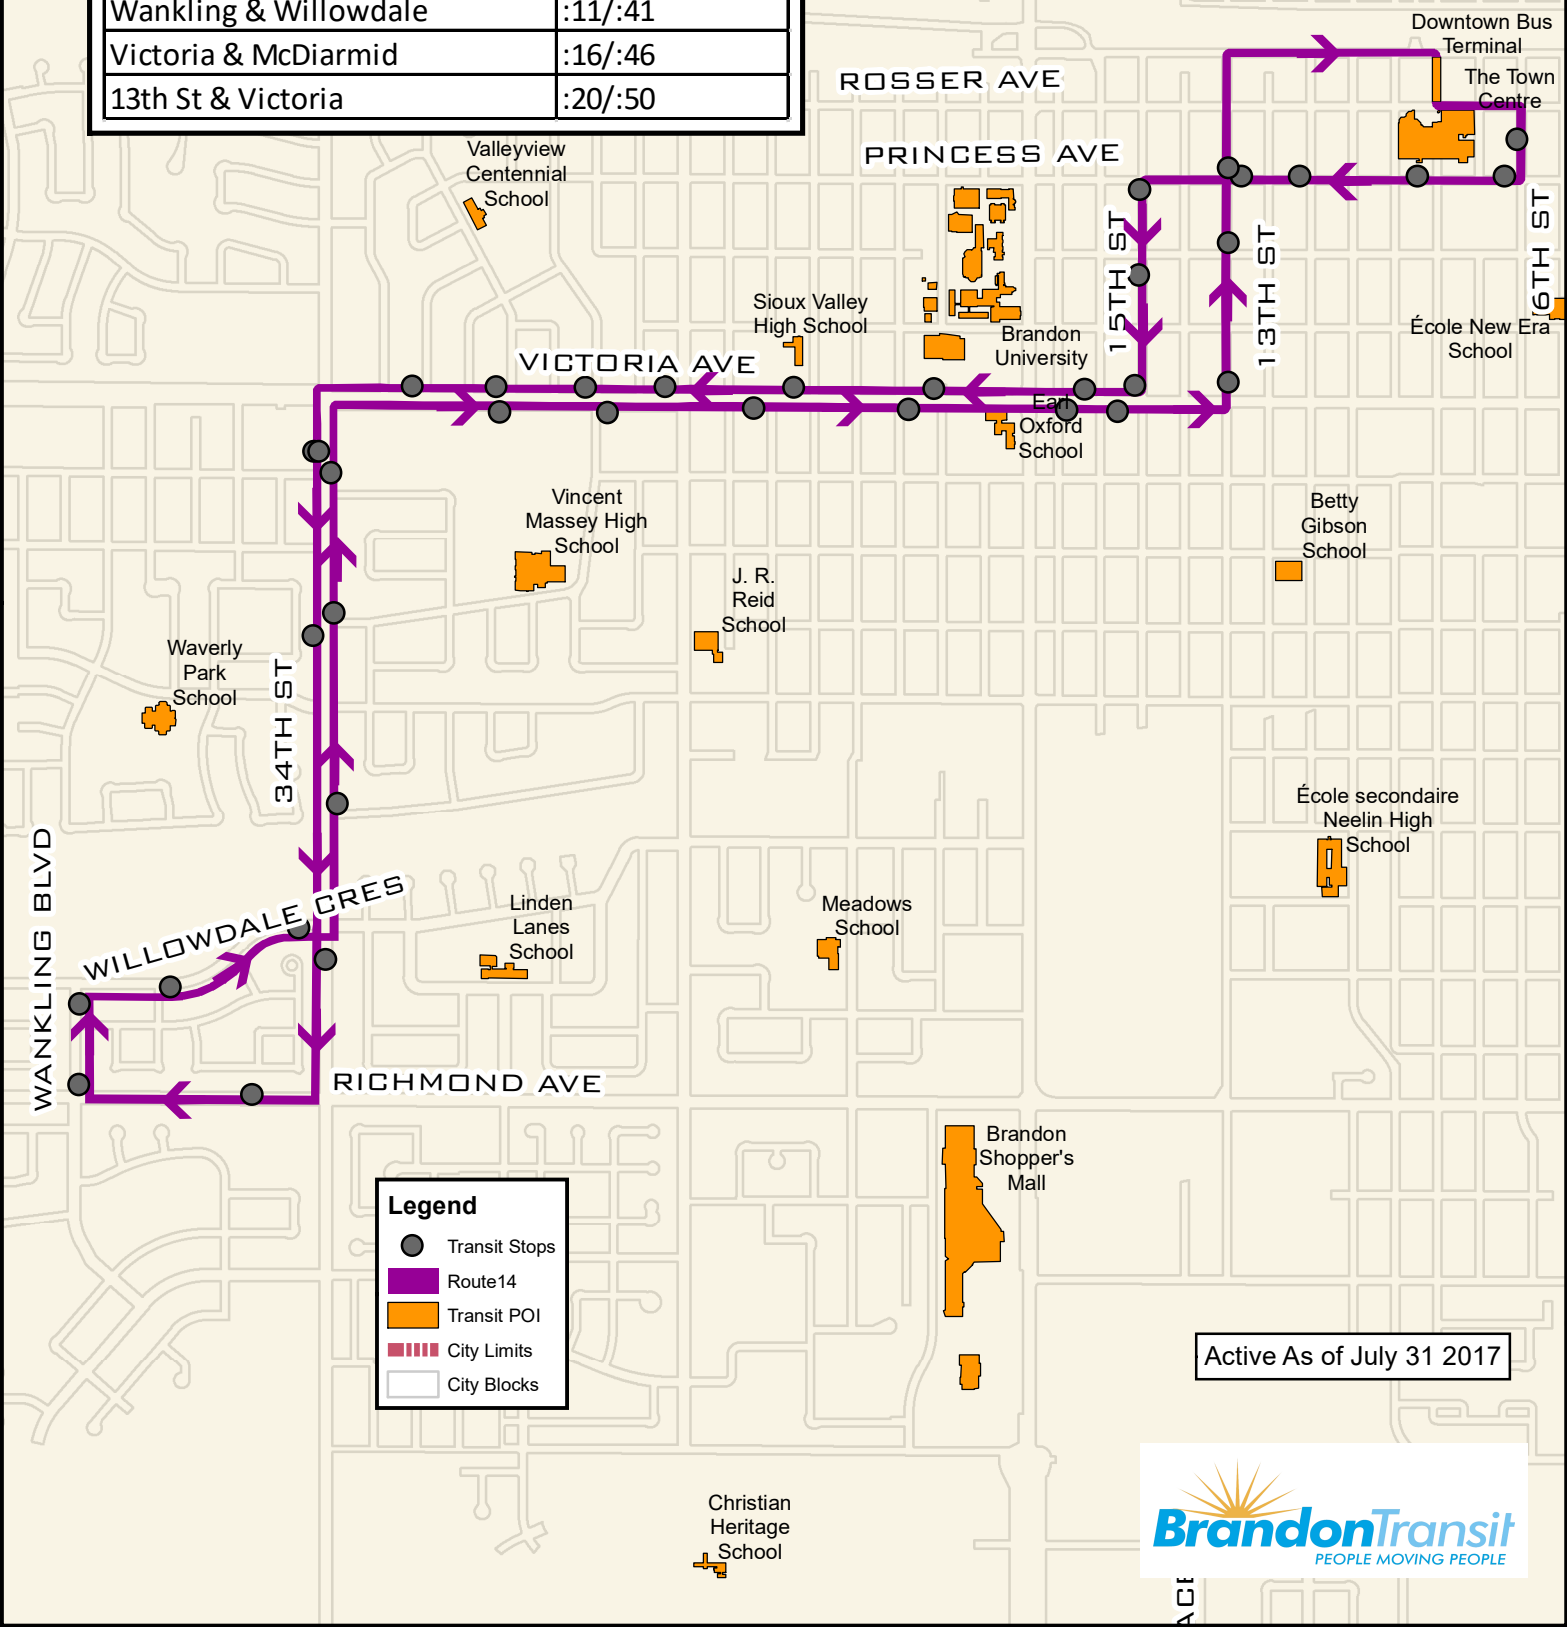 Wankling & Willowdale :11/:41
Victoria & McDiarmid :16/:46
13th St & Victoria :20/:50
Downtown Bus
Terminal
The Town
Centre
ROSSER AVE
PRINCESS AVE
Valleyview
Centennial
School
15TH ST
13TH ST
6TH ST
Sioux Valley
High School
Brandon
University
École New Era
School
VICTORIA AVE
Earl
Oxford
School
Vincent
Massey High
School
Betty
Gibson
School
J. R.
Reid
School
Waverly
Park
School
34TH ST
École secondaire
Neelin High
School
WANKLING BLVD
WILLOWDALE CRES
Linden
Lanes
School
Meadows
School
RICHMOND AVE
Brandon
Shopper's
Mall
Legend
Transit Stops
Route14
Transit POI
City Limits
City Blocks
Active As of July 31 2017
Christian
Heritage
School
BrandonTransit
PEOPLE MOVING PEOPLE